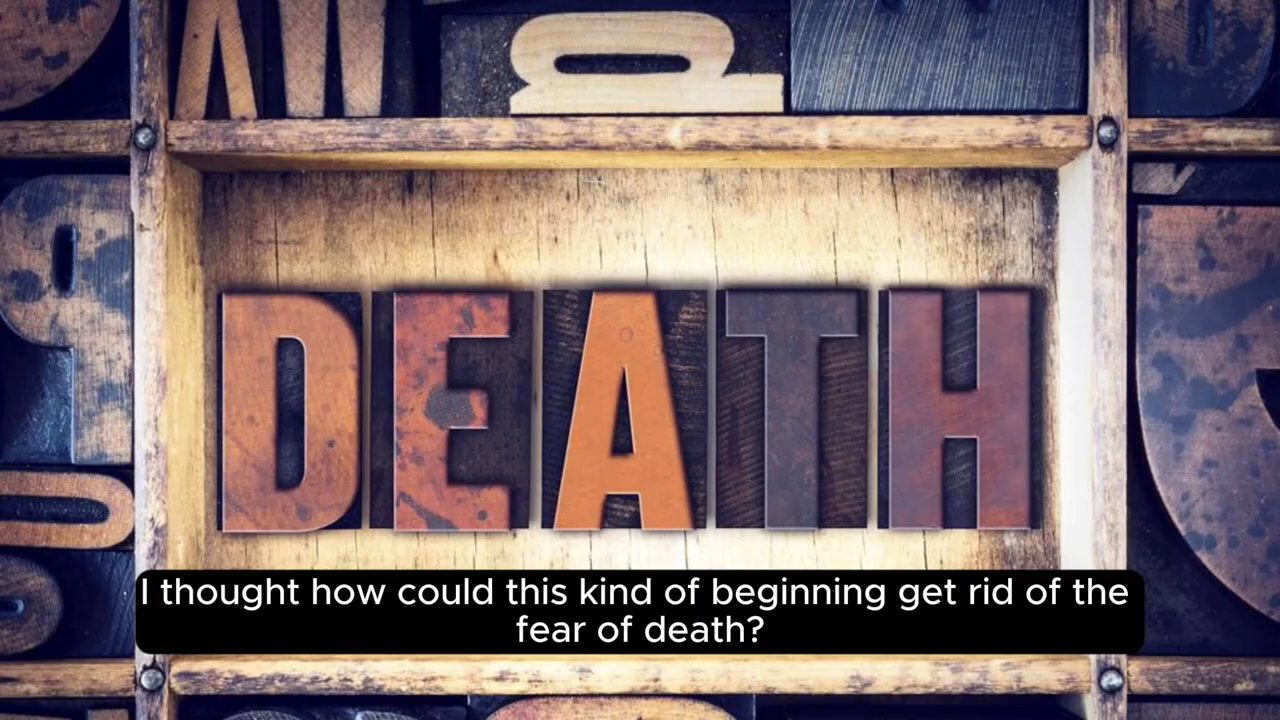 DEATH
I thought how could this kind of beginning get rid of the
fear of death?